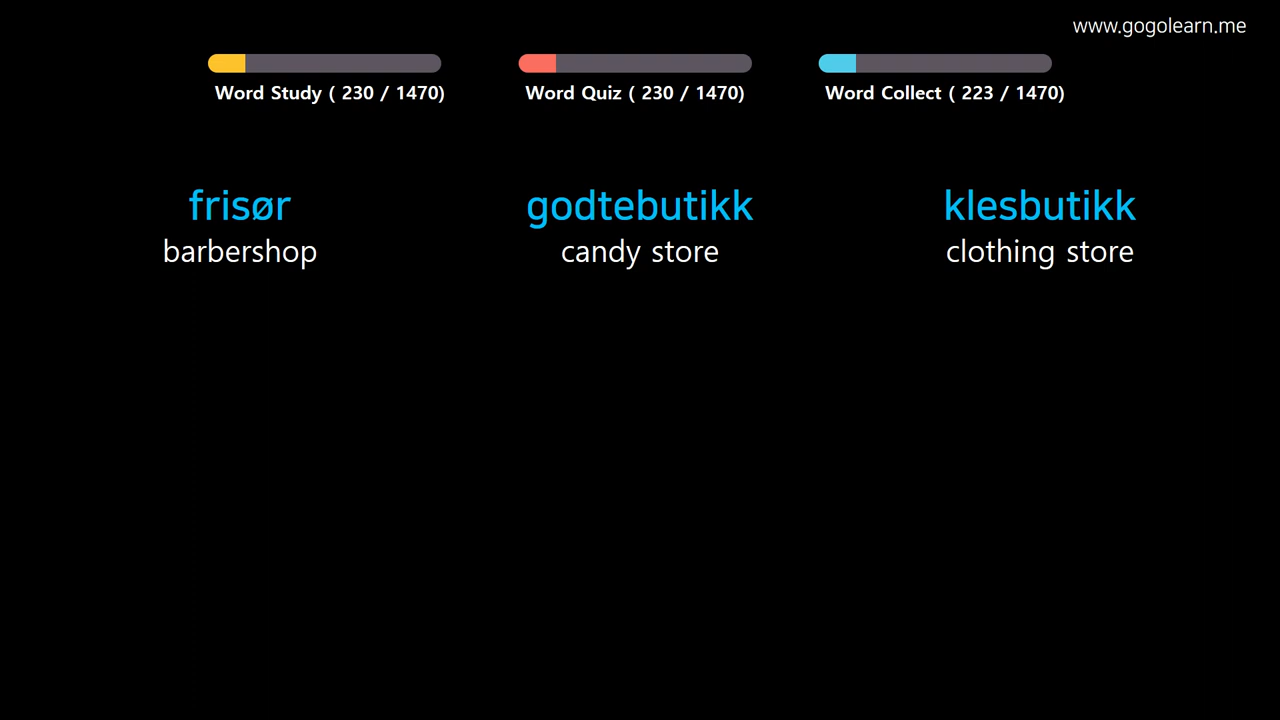 www.gogolearn.me
Word Study ( 230 / 1470)
Word Quiz ( 230 / 1470)
Word Collect ( 223 / 1470)
frisør
barbershop
godtebutikk
candy store
klesbutikk
clothing store